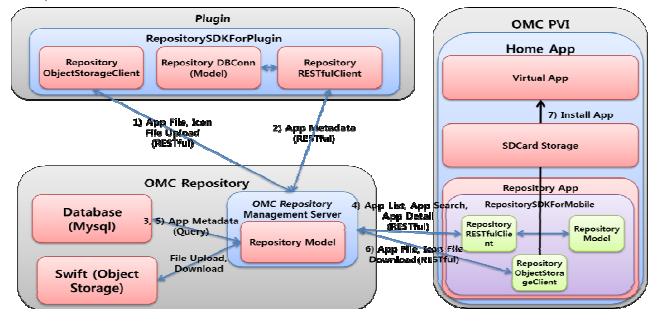 Plugin
RepositorySDKForPlugin
Repository
ObjectStorageClient
Repository DBConn
(Model)
Repository
RESTfulClient
1) App File, Icon
File Upload
(RESTful)
2) App Metadata
(RESTful)
OMC Repository
Database
(Mysql)
Swift (Object
Storage)
3, 5) App Metadata
(Query)
File Upload,
Download
OMC Repository
Management Server
Repository Model
4) App List, App Search,
App Detail
(RESTful)
6) App File, Icon File
Download(RESTful)
OMC PVI
Home App
Virtual App
7) Install App
SDCard Storage
Repository App
RepositorySDKForMobile
Repository
RESTfulClie
nt
Repository
Model
Repository
ObjectStora
geClient